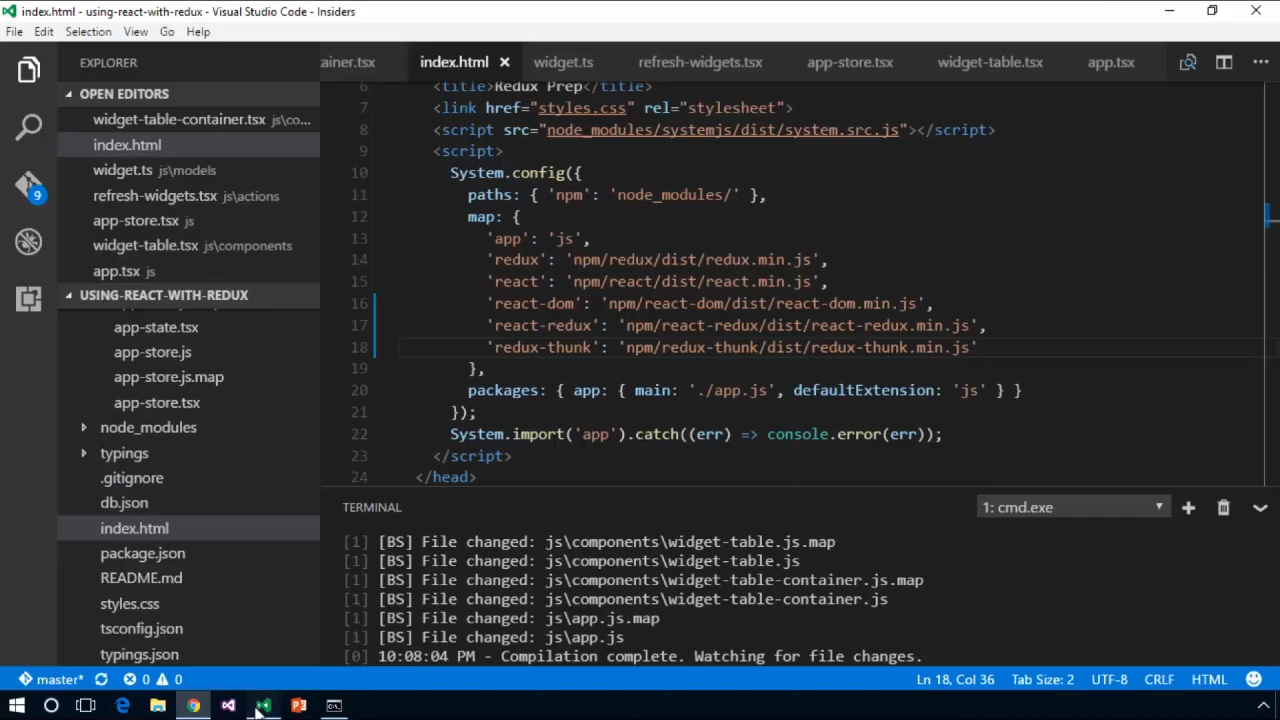 index.html - using-react-with-redux - Visual Studio Code - Insiders
File Edit Selection View Go Help
EXPLORER
OPEN EDITORS
widget-table-container.tsx js\co...
index.html
widget.ts js\models
refresh-widgets.tsx js\actions
app-store.tsx js
widget-table.tsx js\components
app.tsx js
USING-REACT-WITH-REDUX
app-state.tsx
app-store.js
app-store.js.map
app-store.tsx
node_modules
typings
.gitignore
db.json
index.html
package.json
README.md
styles.css
tsconfig.json
typings.json
9
ainer.tsx index.html widget.ts refresh-widgets.tsx app-store.tsx widget-table.tsx app.tsx
6 <title>Redux Prep</title>
7 <link href="styles.css" rel="stylesheet">
8 <script src="node_modules/systemjs/dist/system.src.js"></script>
9 <script>
10 System.config({
11 paths: { 'npm': 'node_modules/' },
12 map: {
13 'app': 'js',
14 'redux': 'npm/redux/dist/redux.min.js',
15 'react': 'npm/react/dist/react.min.js',
16 'react-dom': 'npm/react-dom/dist/react-dom.min.js',
17 'react-redux': 'npm/react-redux/dist/react-redux.min.js',
18 'redux-thunk': 'npm/redux-thunk/dist/redux-thunk.min.js'
19 },
20 packages: { app: { main: './app.js', defaultExtension: 'js' } }
21 });
22 System.import('app').catch((err) => console.error(err));
23 </script>
24 </head>
TERMINAL
1: cmd.exe
[1] [BS] File changed: js\components\widget-table.js.map
[1] [BS] File changed: js\components\widget-table.js
[1] [BS] File changed: js\components\widget-table-container.js.map
[1] [BS] File changed: js\components\widget-table-container.js
[1] [BS] File changed: js\app.js.map
[1] [BS] File changed: js\app.js
[0] 10:08:04 PM - Compilation complete. Watching for file changes.
master* 0 0 Ln 18, Col 36 Tab Size: 2 UTF-8 CRLF HTML